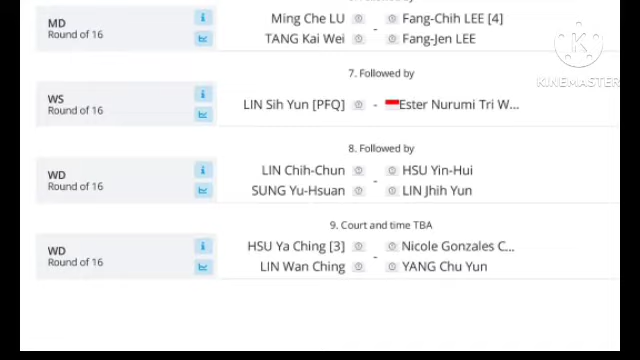 MD
Round of 16
Ming Che LU - Fang-Chih LEE [4]
TANG Kai Wei Fang-Jen LEE
7. Followed by
WS
Round of 16
LIN Sih Yun [PFQ] - Ester Nurumi Tri W...
8. Followed by
WD
Round of 16
LIN Chih-Chun - HSU Yin-Hui
SUNG Yu-Hsuan LIN Jhih Yun
9. Court and time TBA
WD
Round of 16
HSU Ya Ching [3] - Nicole Gonzales C...
LIN Wan Ching YANG Chu Yun
K
KINEMASTER